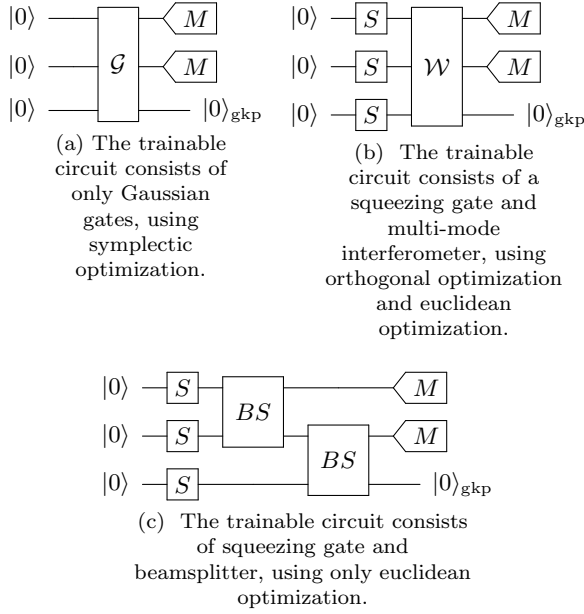 |0⟩ M |0⟩ S M
|0⟩ G M |0⟩ S W M
|0⟩ |0⟩gkp |0⟩ S |0⟩gkp
(a) The trainable
circuit consists of
only Gaussian
gates, using
symplectic
optimization.
(b) The trainable
circuit consists of a
squeezing gate and
multi-mode
interferometer, using
orthogonal optimization
and euclidean
optimization.
|0⟩ S BS M
|0⟩ S BS M
|0⟩ S |0⟩gkp
(c) The trainable circuit consists
of squeezing gate and
beamsplitter, using only euclidean
optimization.